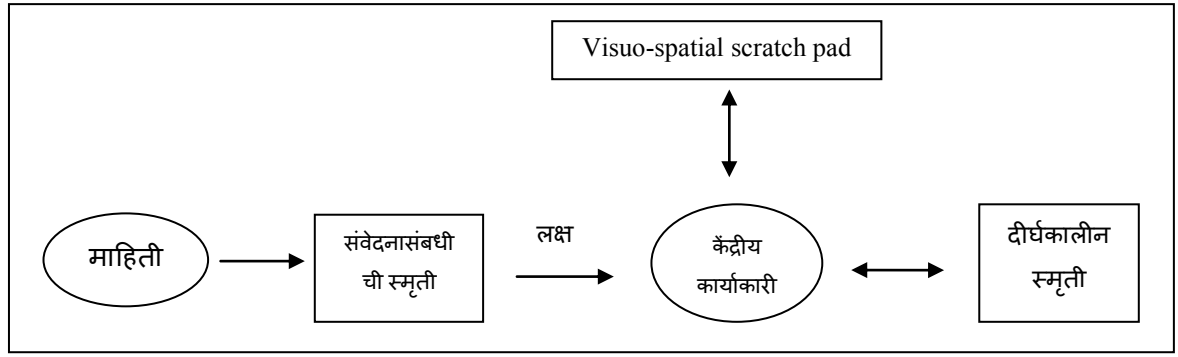 Visuo-spatial scratch pad
माहिती
संवेदनासंबधी
ची स्मृती
लक्ष
केंद्रीय
कार्याकारी
दीर्घकालीन
स्मृती